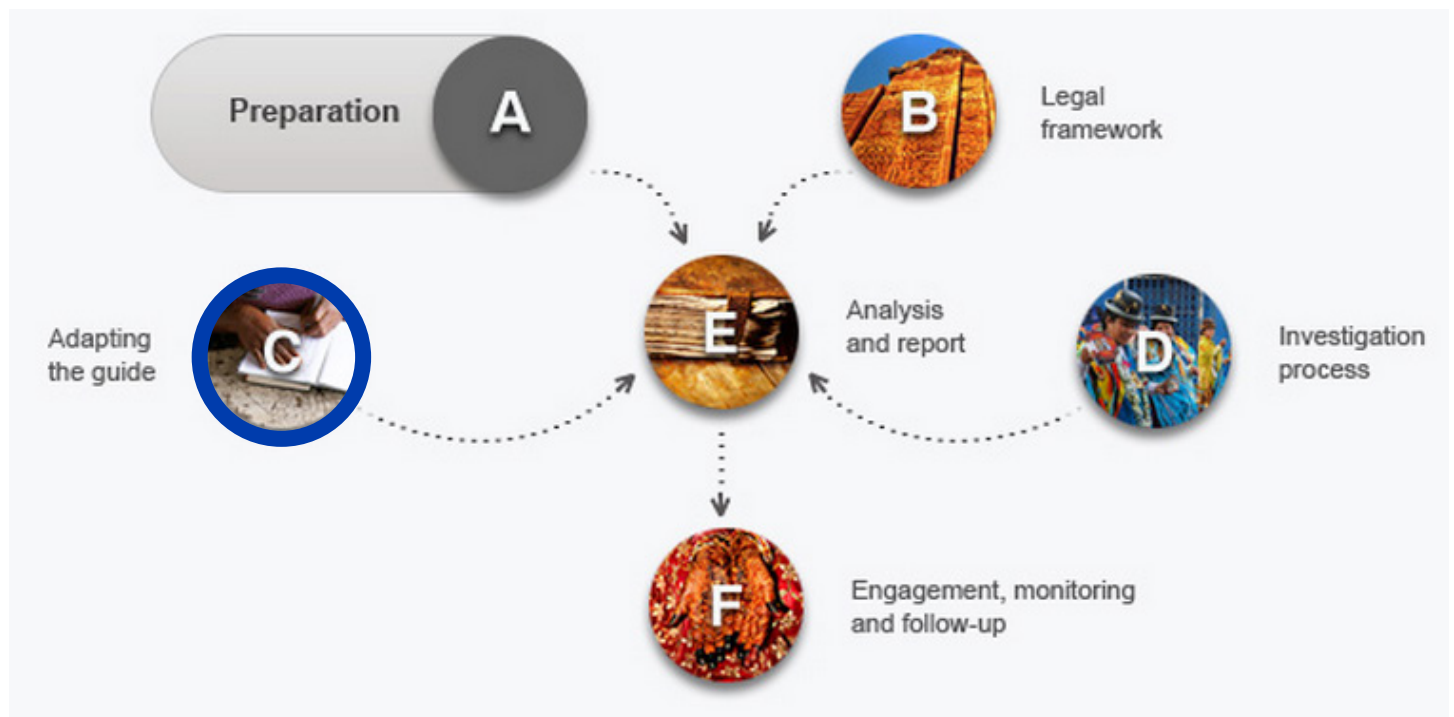 Preparation
A
B
Legal
framework
Adapting
the guide
C
E
Analysis
and report
D
Investigation
process
F
Engagement, monitoring
and follow-up